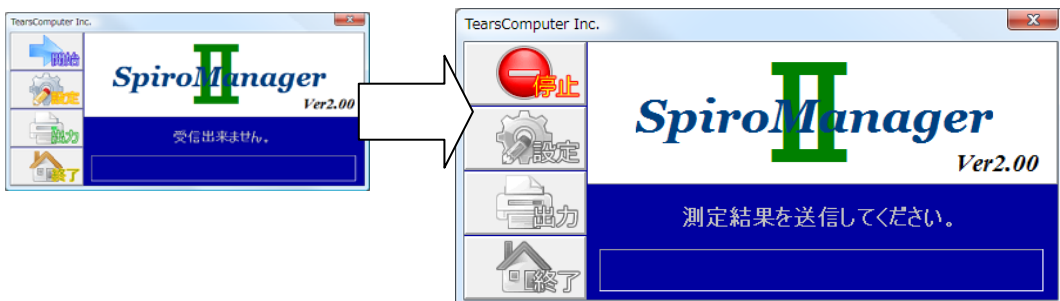 TearsComputer Inc.
開始
設定
出力
終了
II
SpiroManager
Ver2.00
受信出来ません。
TearsComputer Inc.
停止
設定
出力
終了
II
SpiroManager
Ver2.00
測定結果を送信してください。